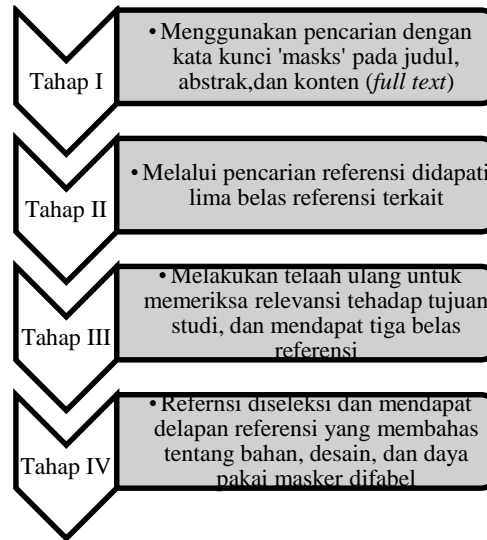 Tahap I
• Menggunakan pencarian dengan
kata kunci 'masks' pada judul,
abstrak,dan konten (full text)
Tahap II
• Melalui pencarian referensi didapati
lima belas referensi terkait
Tahap III
• Melakukan telaah ulang untuk
memeriksa relevansi tehadap tujuan
studi, dan mendapat tiga belas
referensi
Tahap IV
• Refernsi diseleksi dan mendapat
delapan referensi yang membahas
tentang bahan, desain, dan daya
pakai masker difabel